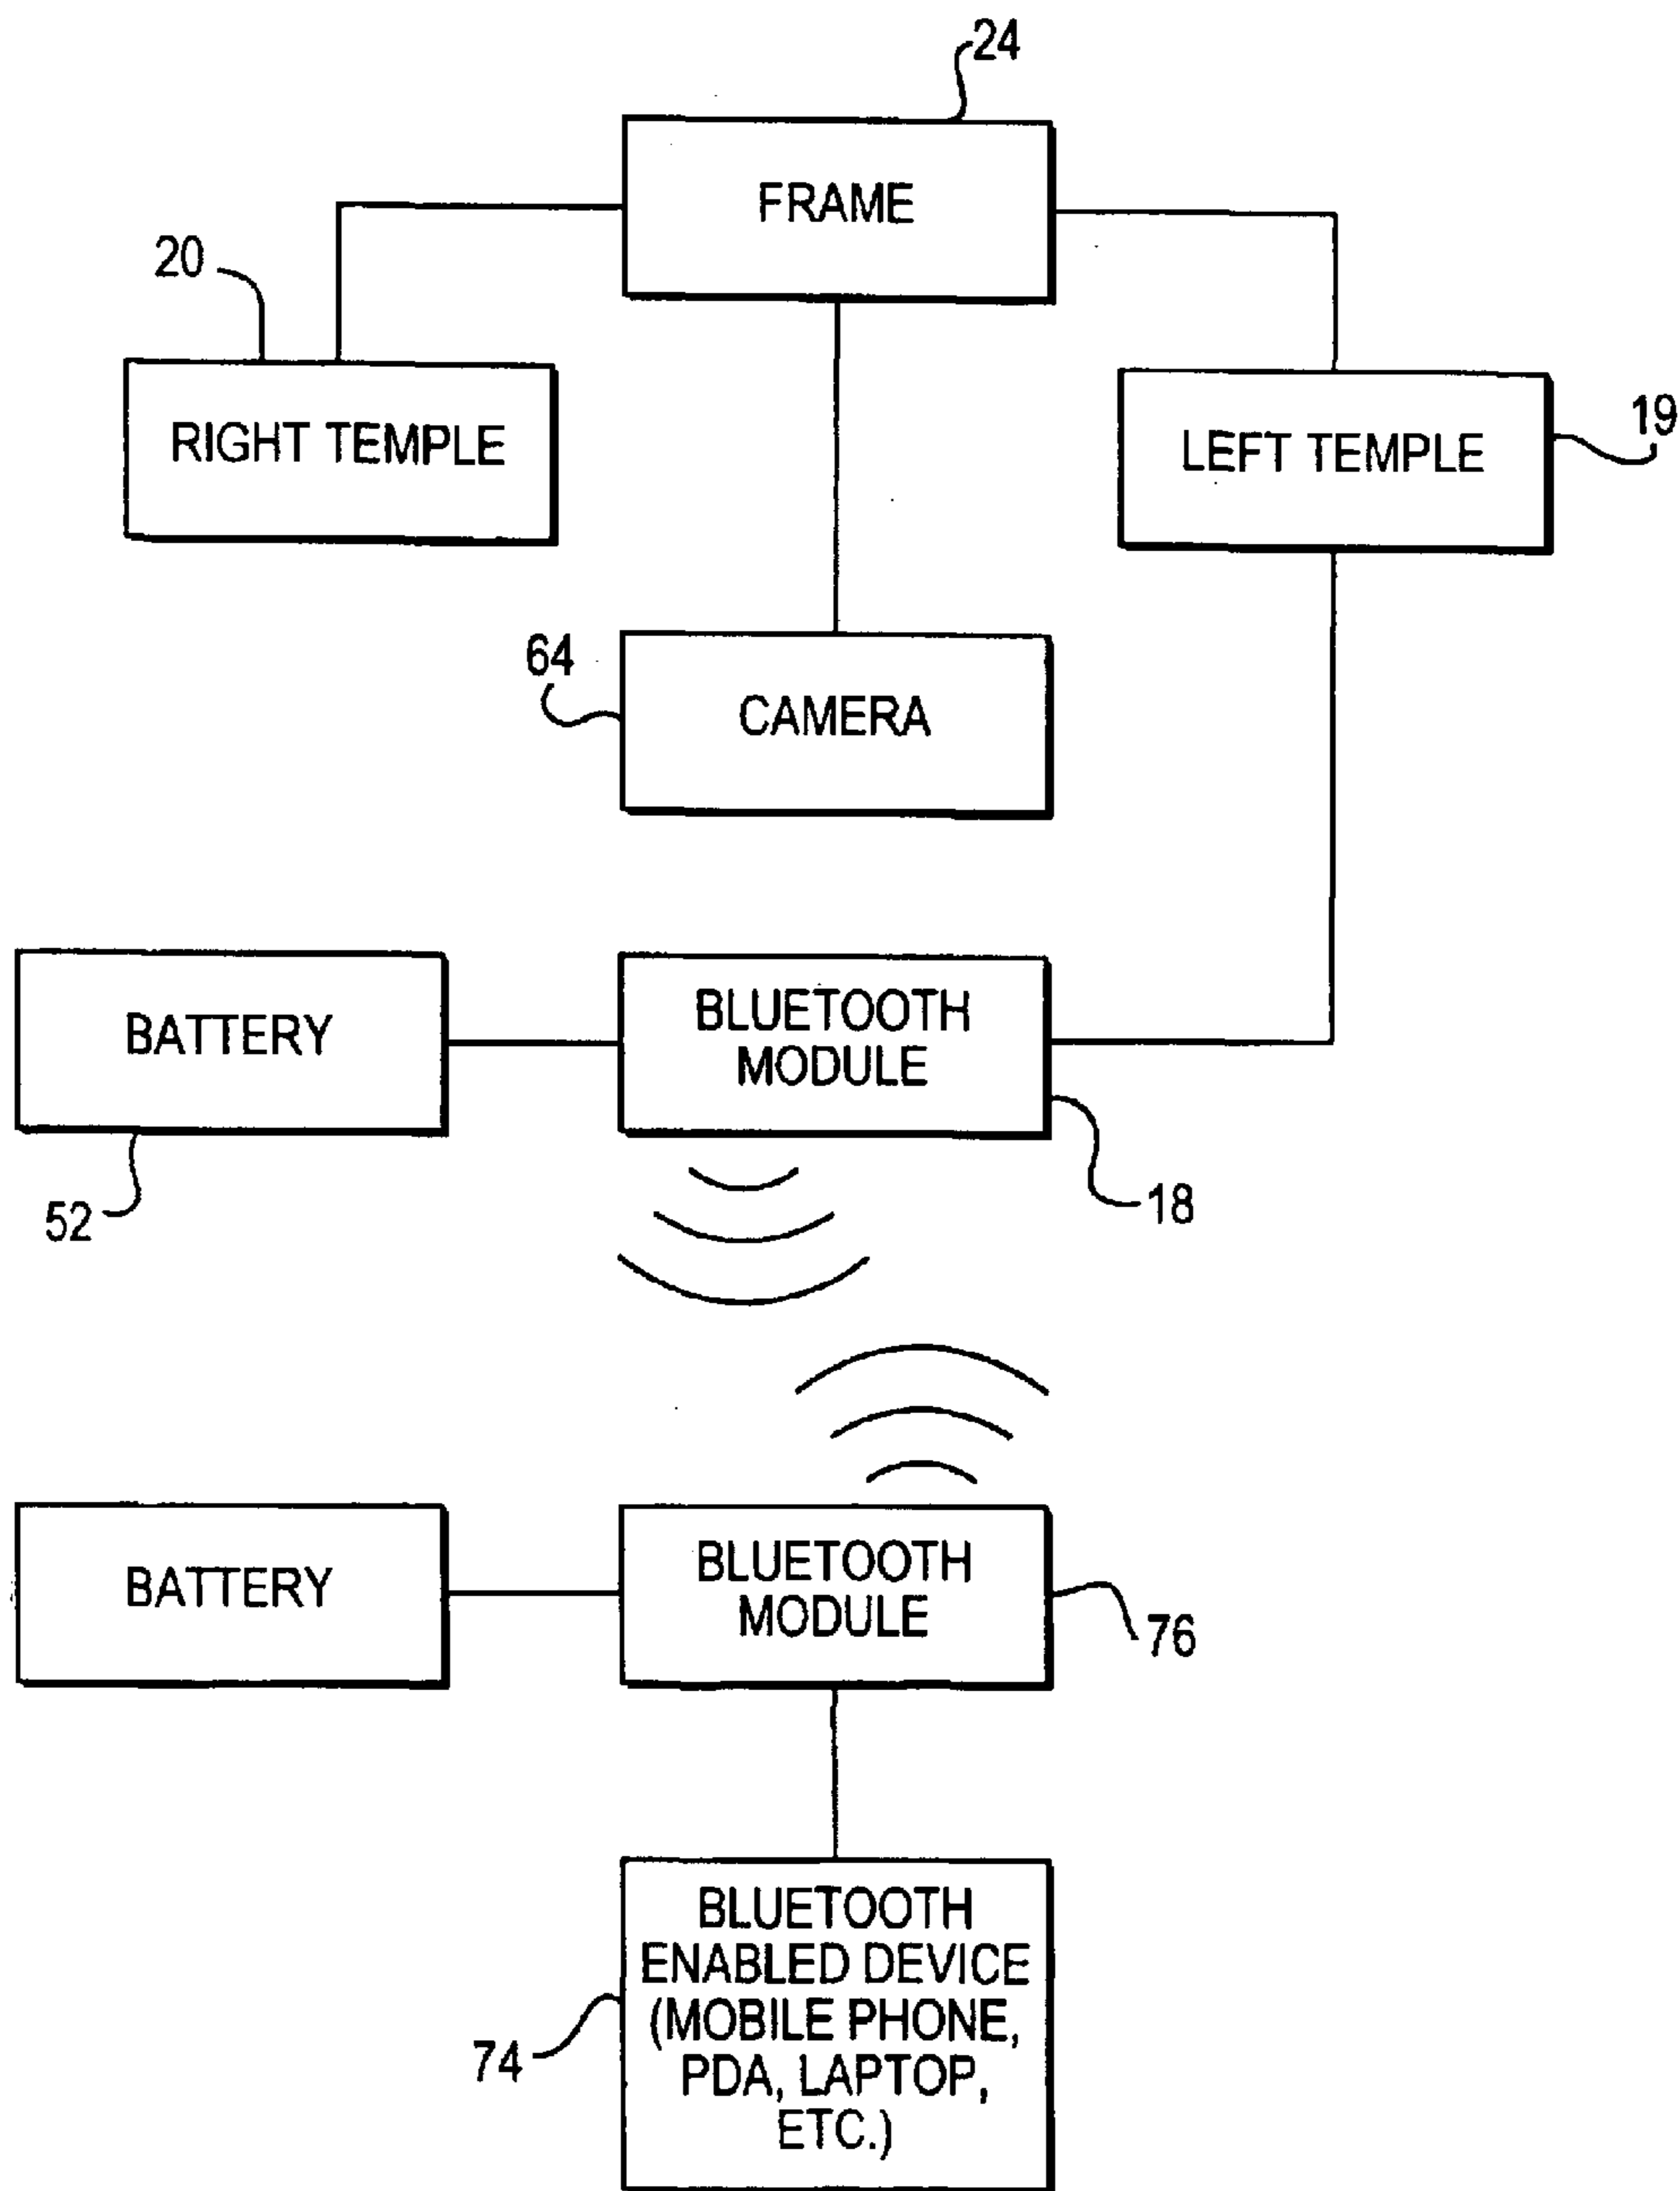 24
FRAME
20
RIGHT TEMPLE
LEFT TEMPLE
19
64
CAMERA
BATTERY
BLUETOOTH
MODULE
52
18
BATTERY
BLUETOOTH
MODULE
76
BLUETOOTH
ENABLED DEVICE
(MOBILE PHONE,
PDA, LAPTOP,
ETC.)
74